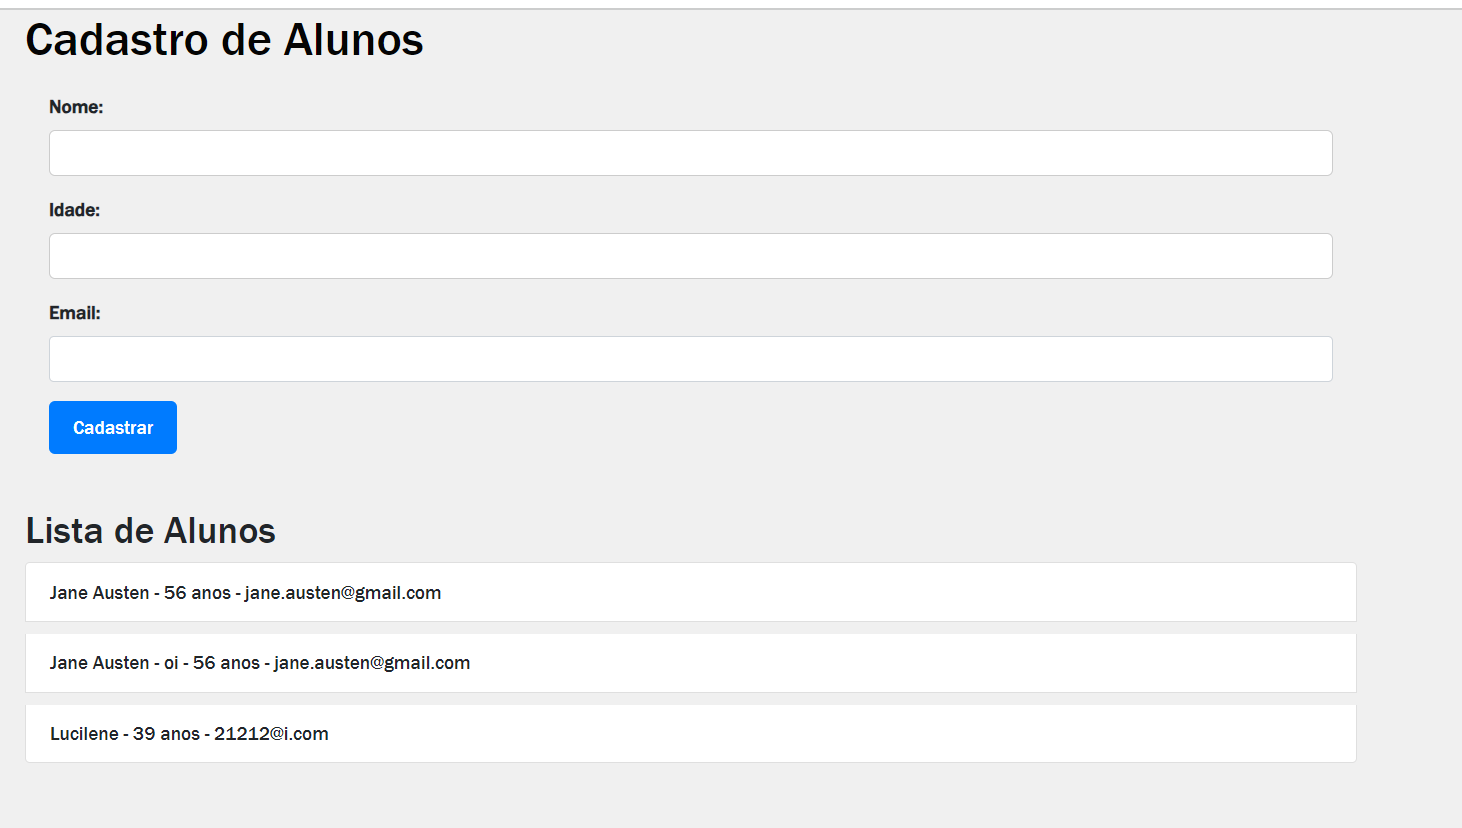 Cadastro de Alunos
Nome:
Idade:
Email:
Cadastrar
Lista de Alunos
Jane Austen - 56 anos - jane.austen@gmail.com
Jane Austen - oi - 56 anos - jane.austen@gmail.com
Lucilene - 39 anos - 21212@i.com